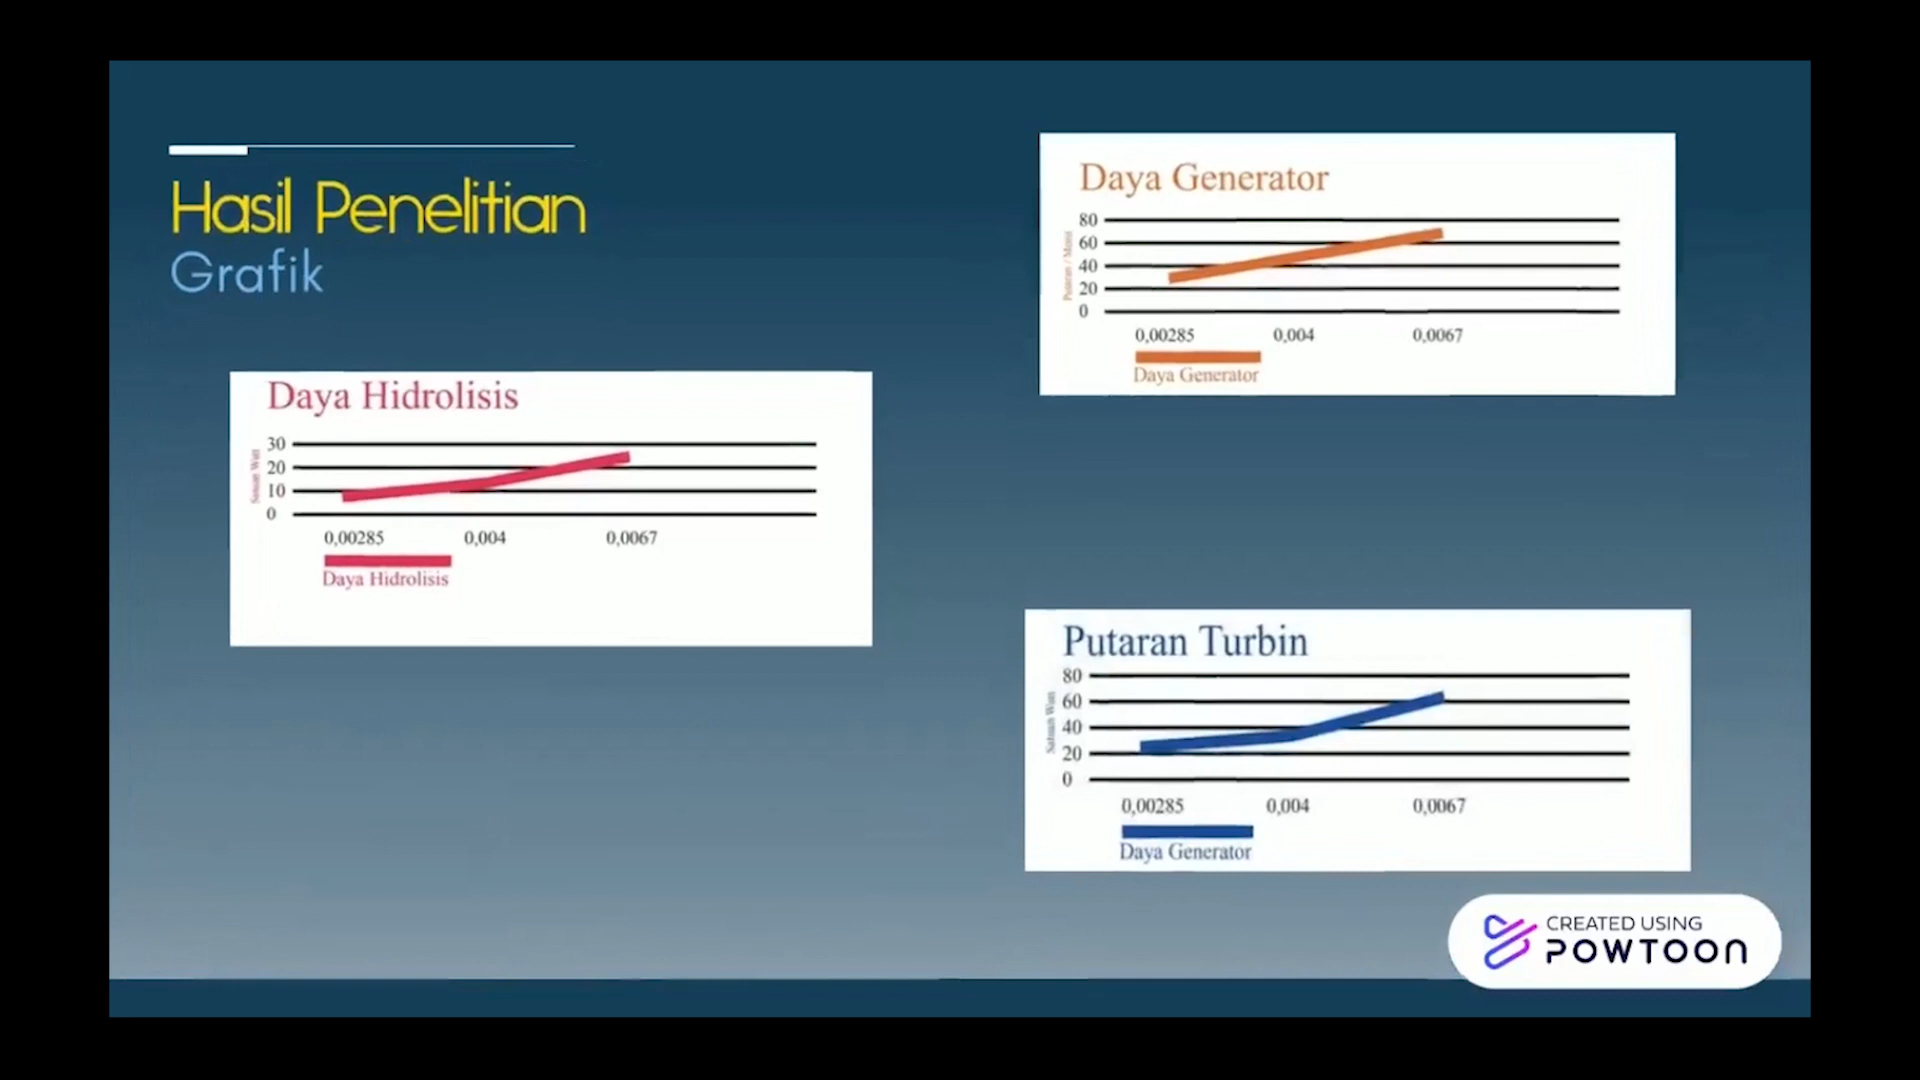 Hasil Penelitian
Grafik
Daya Hidrolisis
30
20
10
0
0,00285 0,004 0,0067
Daya Hidrolisis
Daya Generator
80
60
40
20
0
0,00285 0,004 0,0067
Daya Generator
Putaran Turbin
Satuan Watt
80
60
40
20
0
0,00285 0,004 0,0067
Daya Generator
CREATED USING
POWTOON